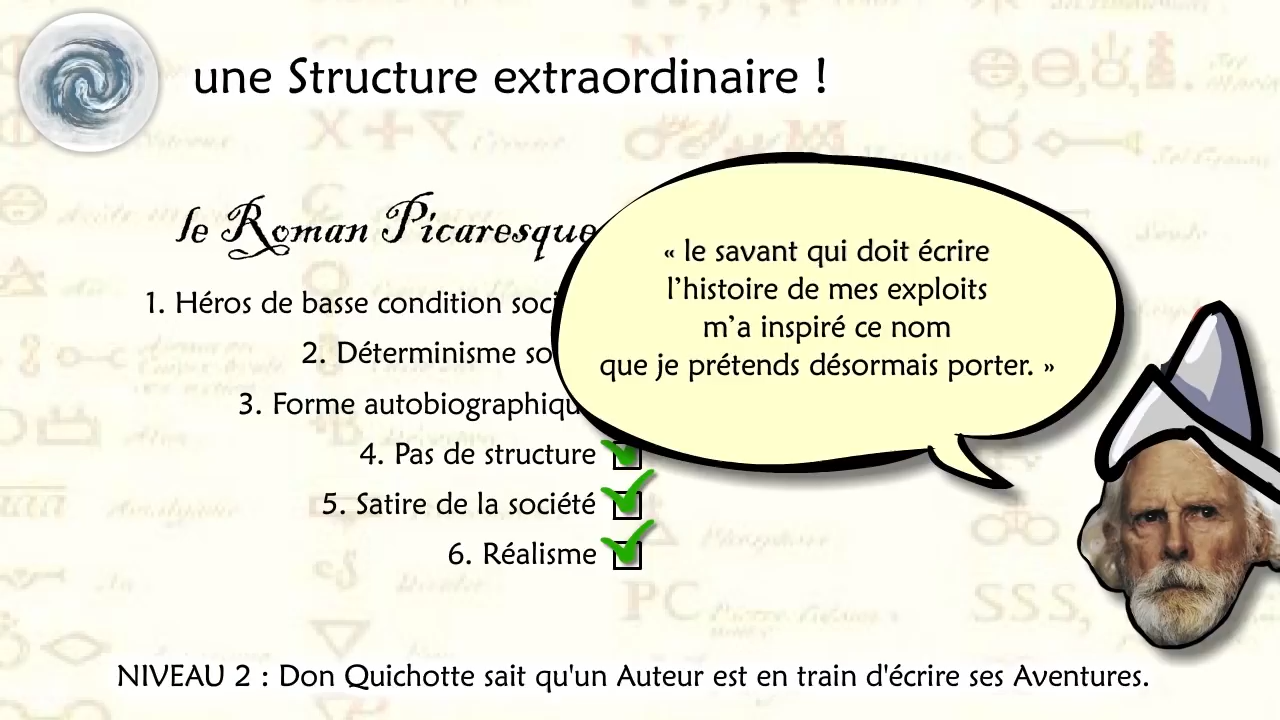 une Structure extraordinaire !
le Roman Picaresque
1. Héros de basse condition soci
2. Déterminisme so
3. Forme autobiographiqu
4. Pas de structure
5. Satire de la société
6. Réalisme
« le savant qui doit écrire
l’histoire de mes exploits
m’a inspiré ce nom
que je prétends désormais porter. »
NIVEAU 2 : Don Quichotte sait qu'un Auteur est en train d'écrire ses Aventures.